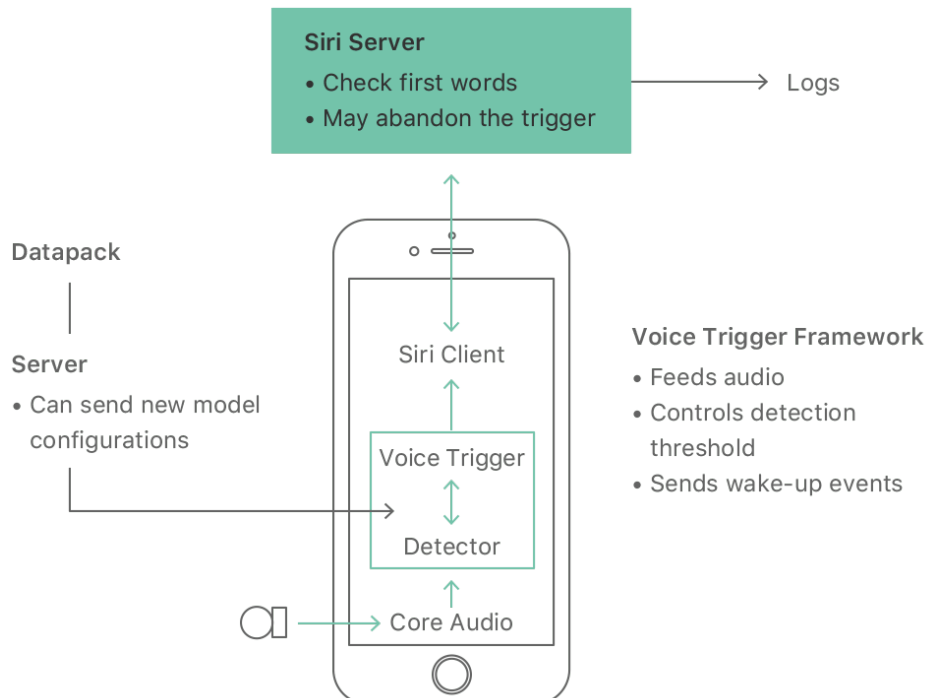 Siri Server
• Check first words
• May abandon the trigger
Logs
Datapack
Server
• Can send new model
configurations
Siri Client
Voice Trigger
Detector
Core Audio
Voice Trigger Framework
• Feeds audio
• Controls detection
threshold
• Sends wake-up events